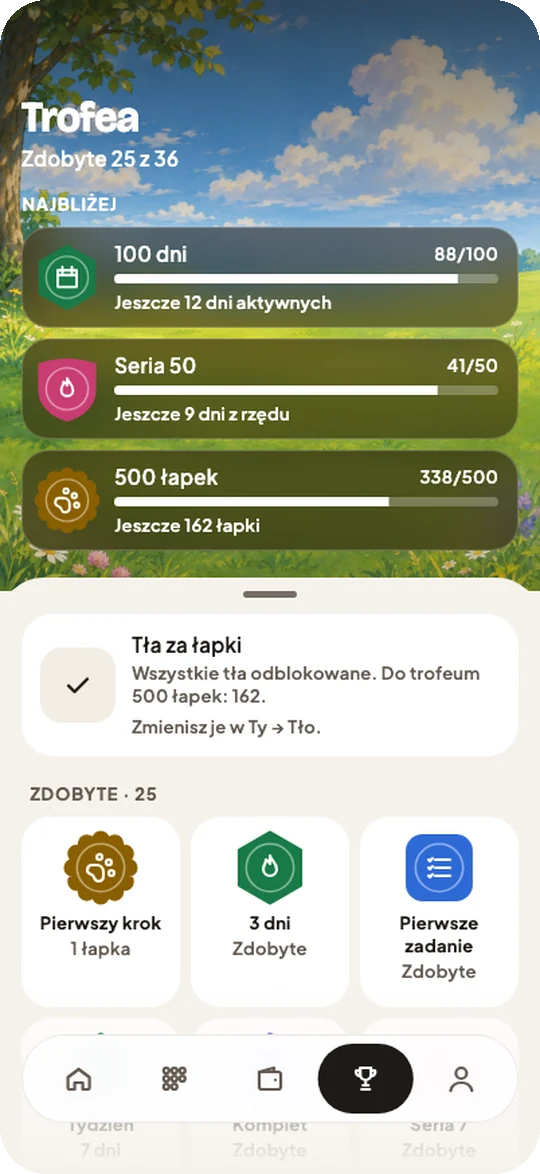 Trofea
Zdobyte 25 z 36
NAJBLIŻEJ
100 dni 88/100
Jeszcze 12 dni aktywnych
Seria 50 41/50
Jeszcze 9 dni z rzędu
500 łapek 338/500
Jeszcze 162 łapki
Tła za łapki
Wszystkie tła odblokowane. Do trofeum
500 łapek: 162.
Zmienisz je w Ty → Tło.
ZDOBYTE · 25
Pierwszy krok
1 łapka
3 dni
Zdobyte
Pierwsze
zadanie
Zdobyte
Tydzień
7 dni
Komplet
Zdobyte
Seria 7
Zdobyte